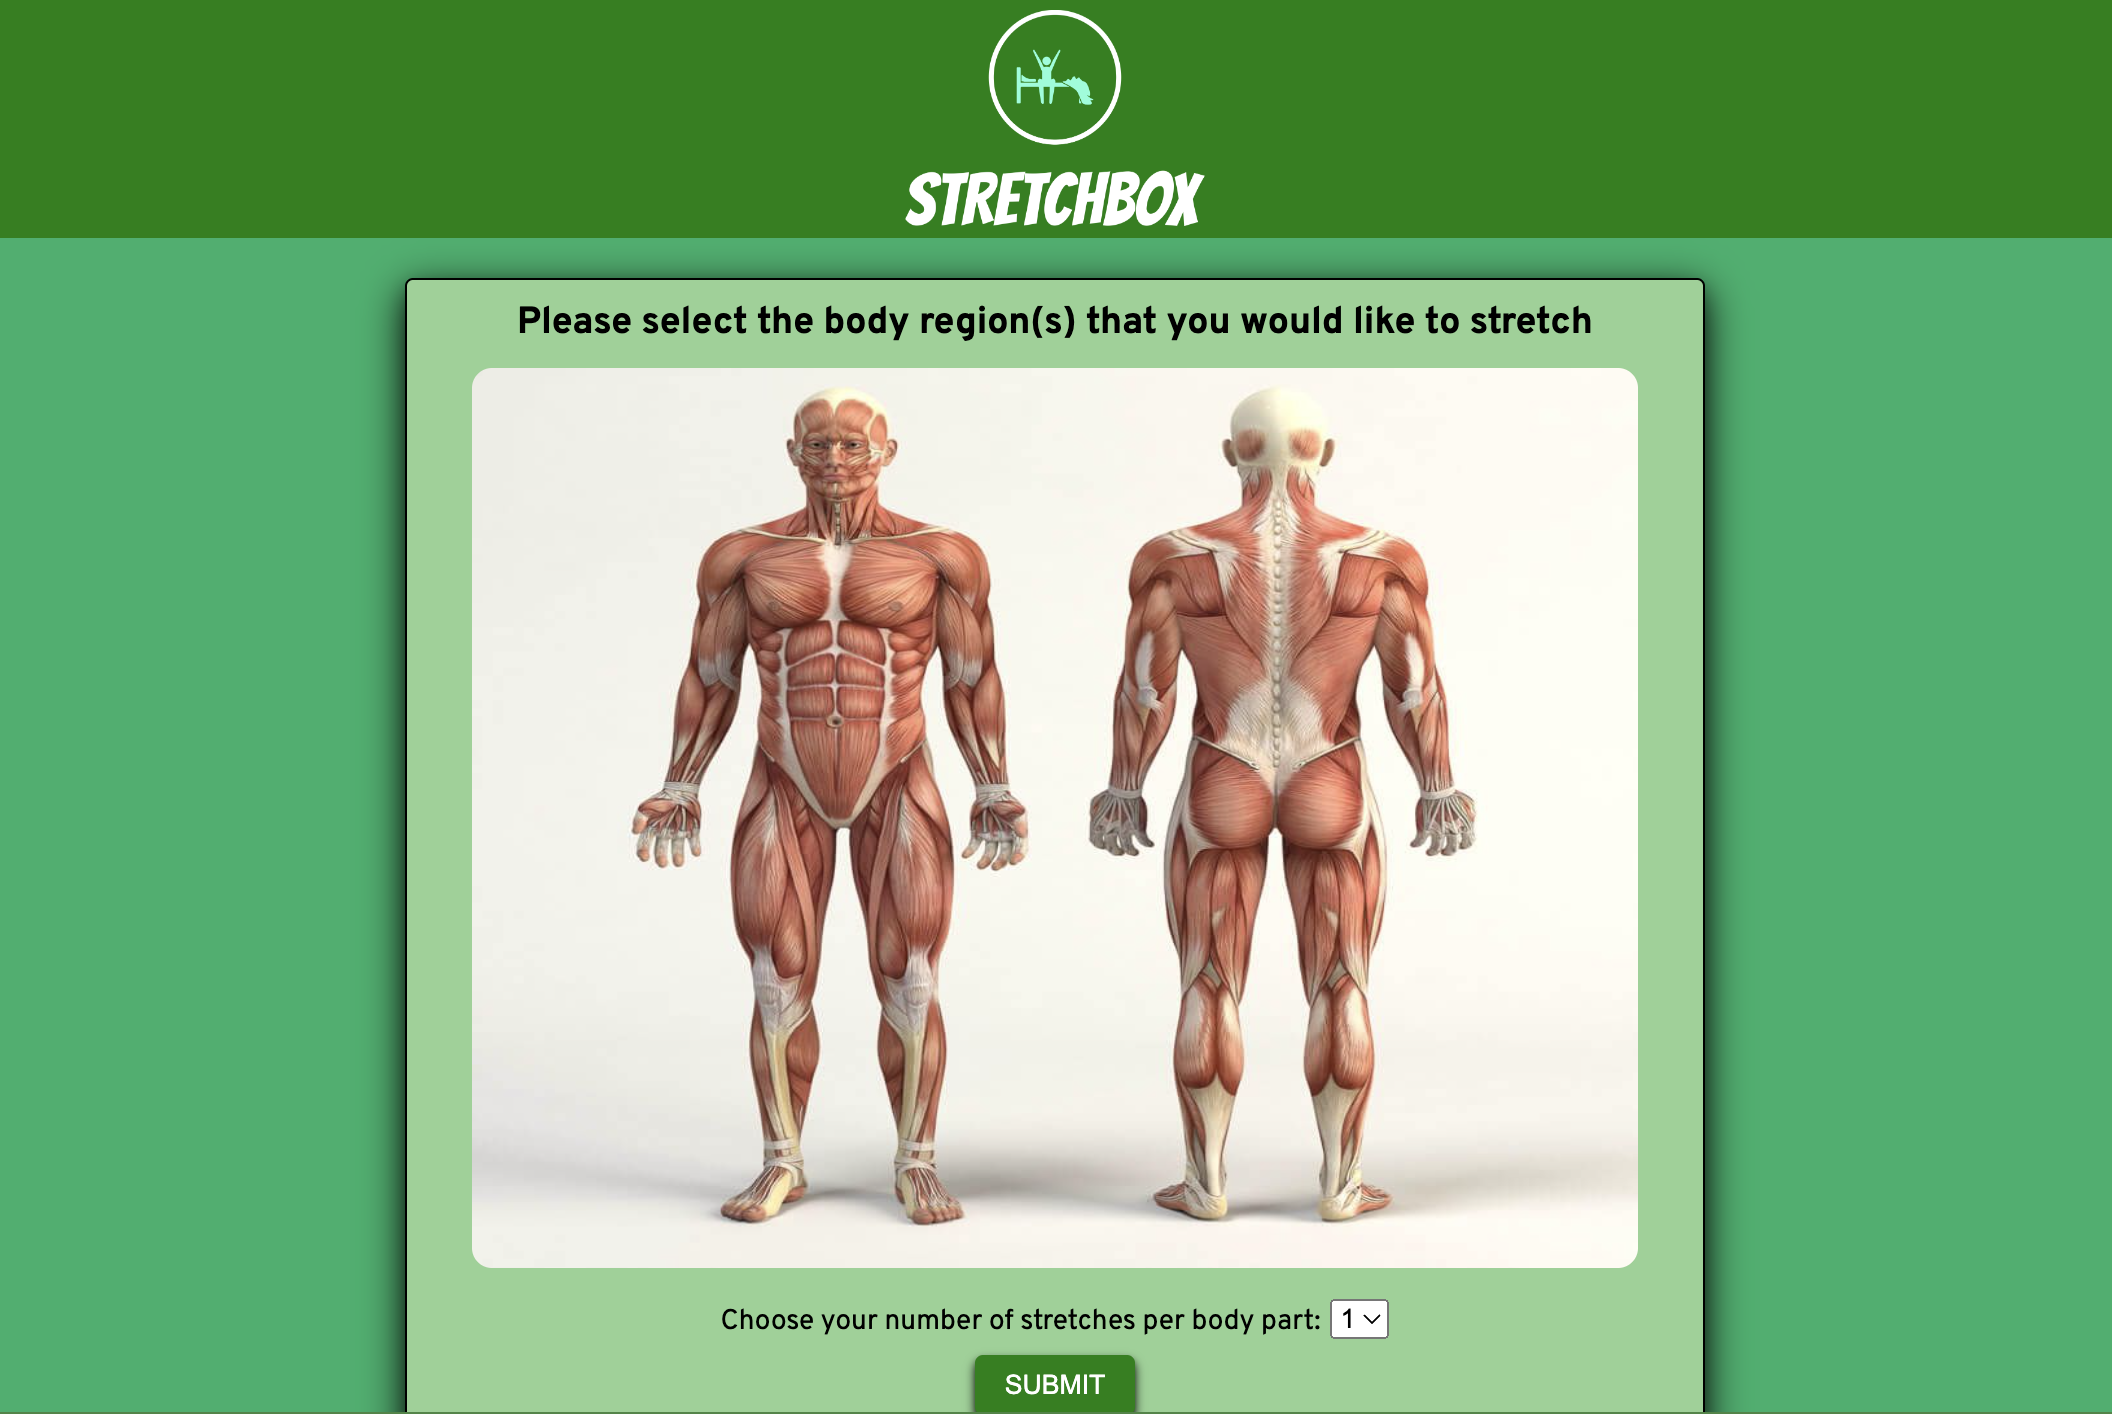 STRETCHBOX
Please select the body region(s) that you would like to stretch
Choose your number of stretches per body part: 1
SUBMIT